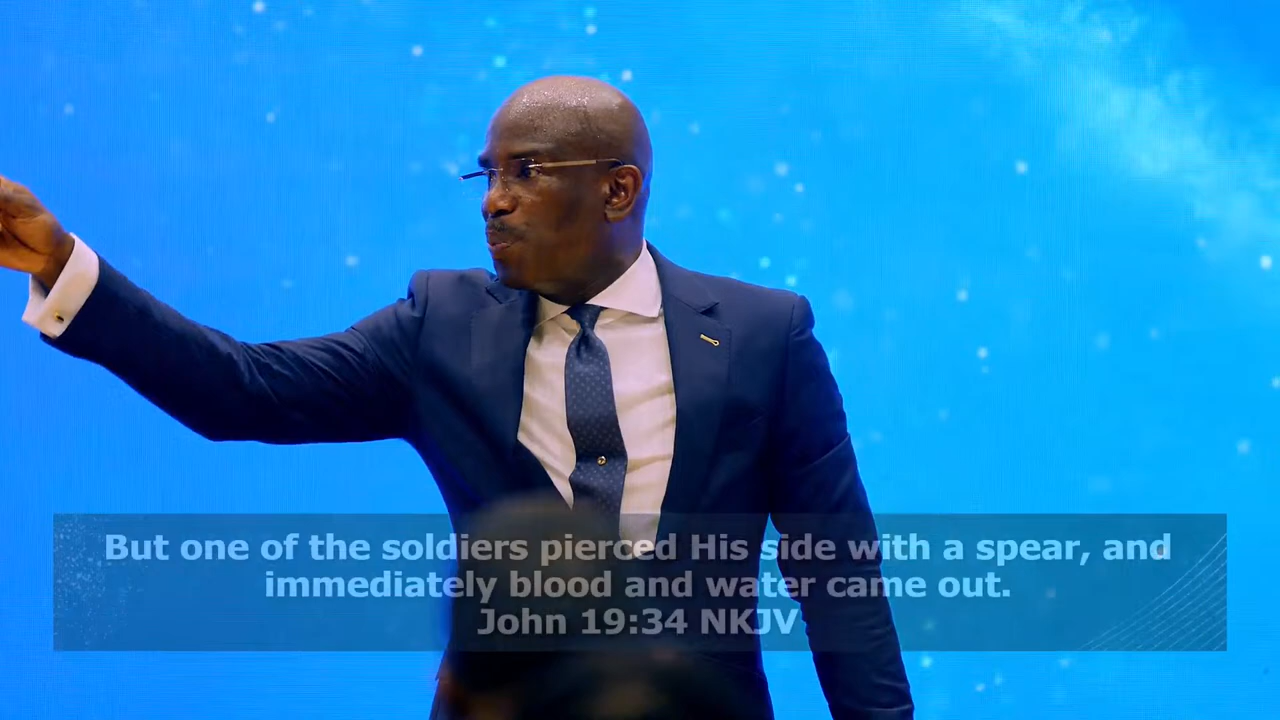 But one of the soldiers pierced His side with a spear, and
immediately blood and water came out.
John 19:34 NKJV